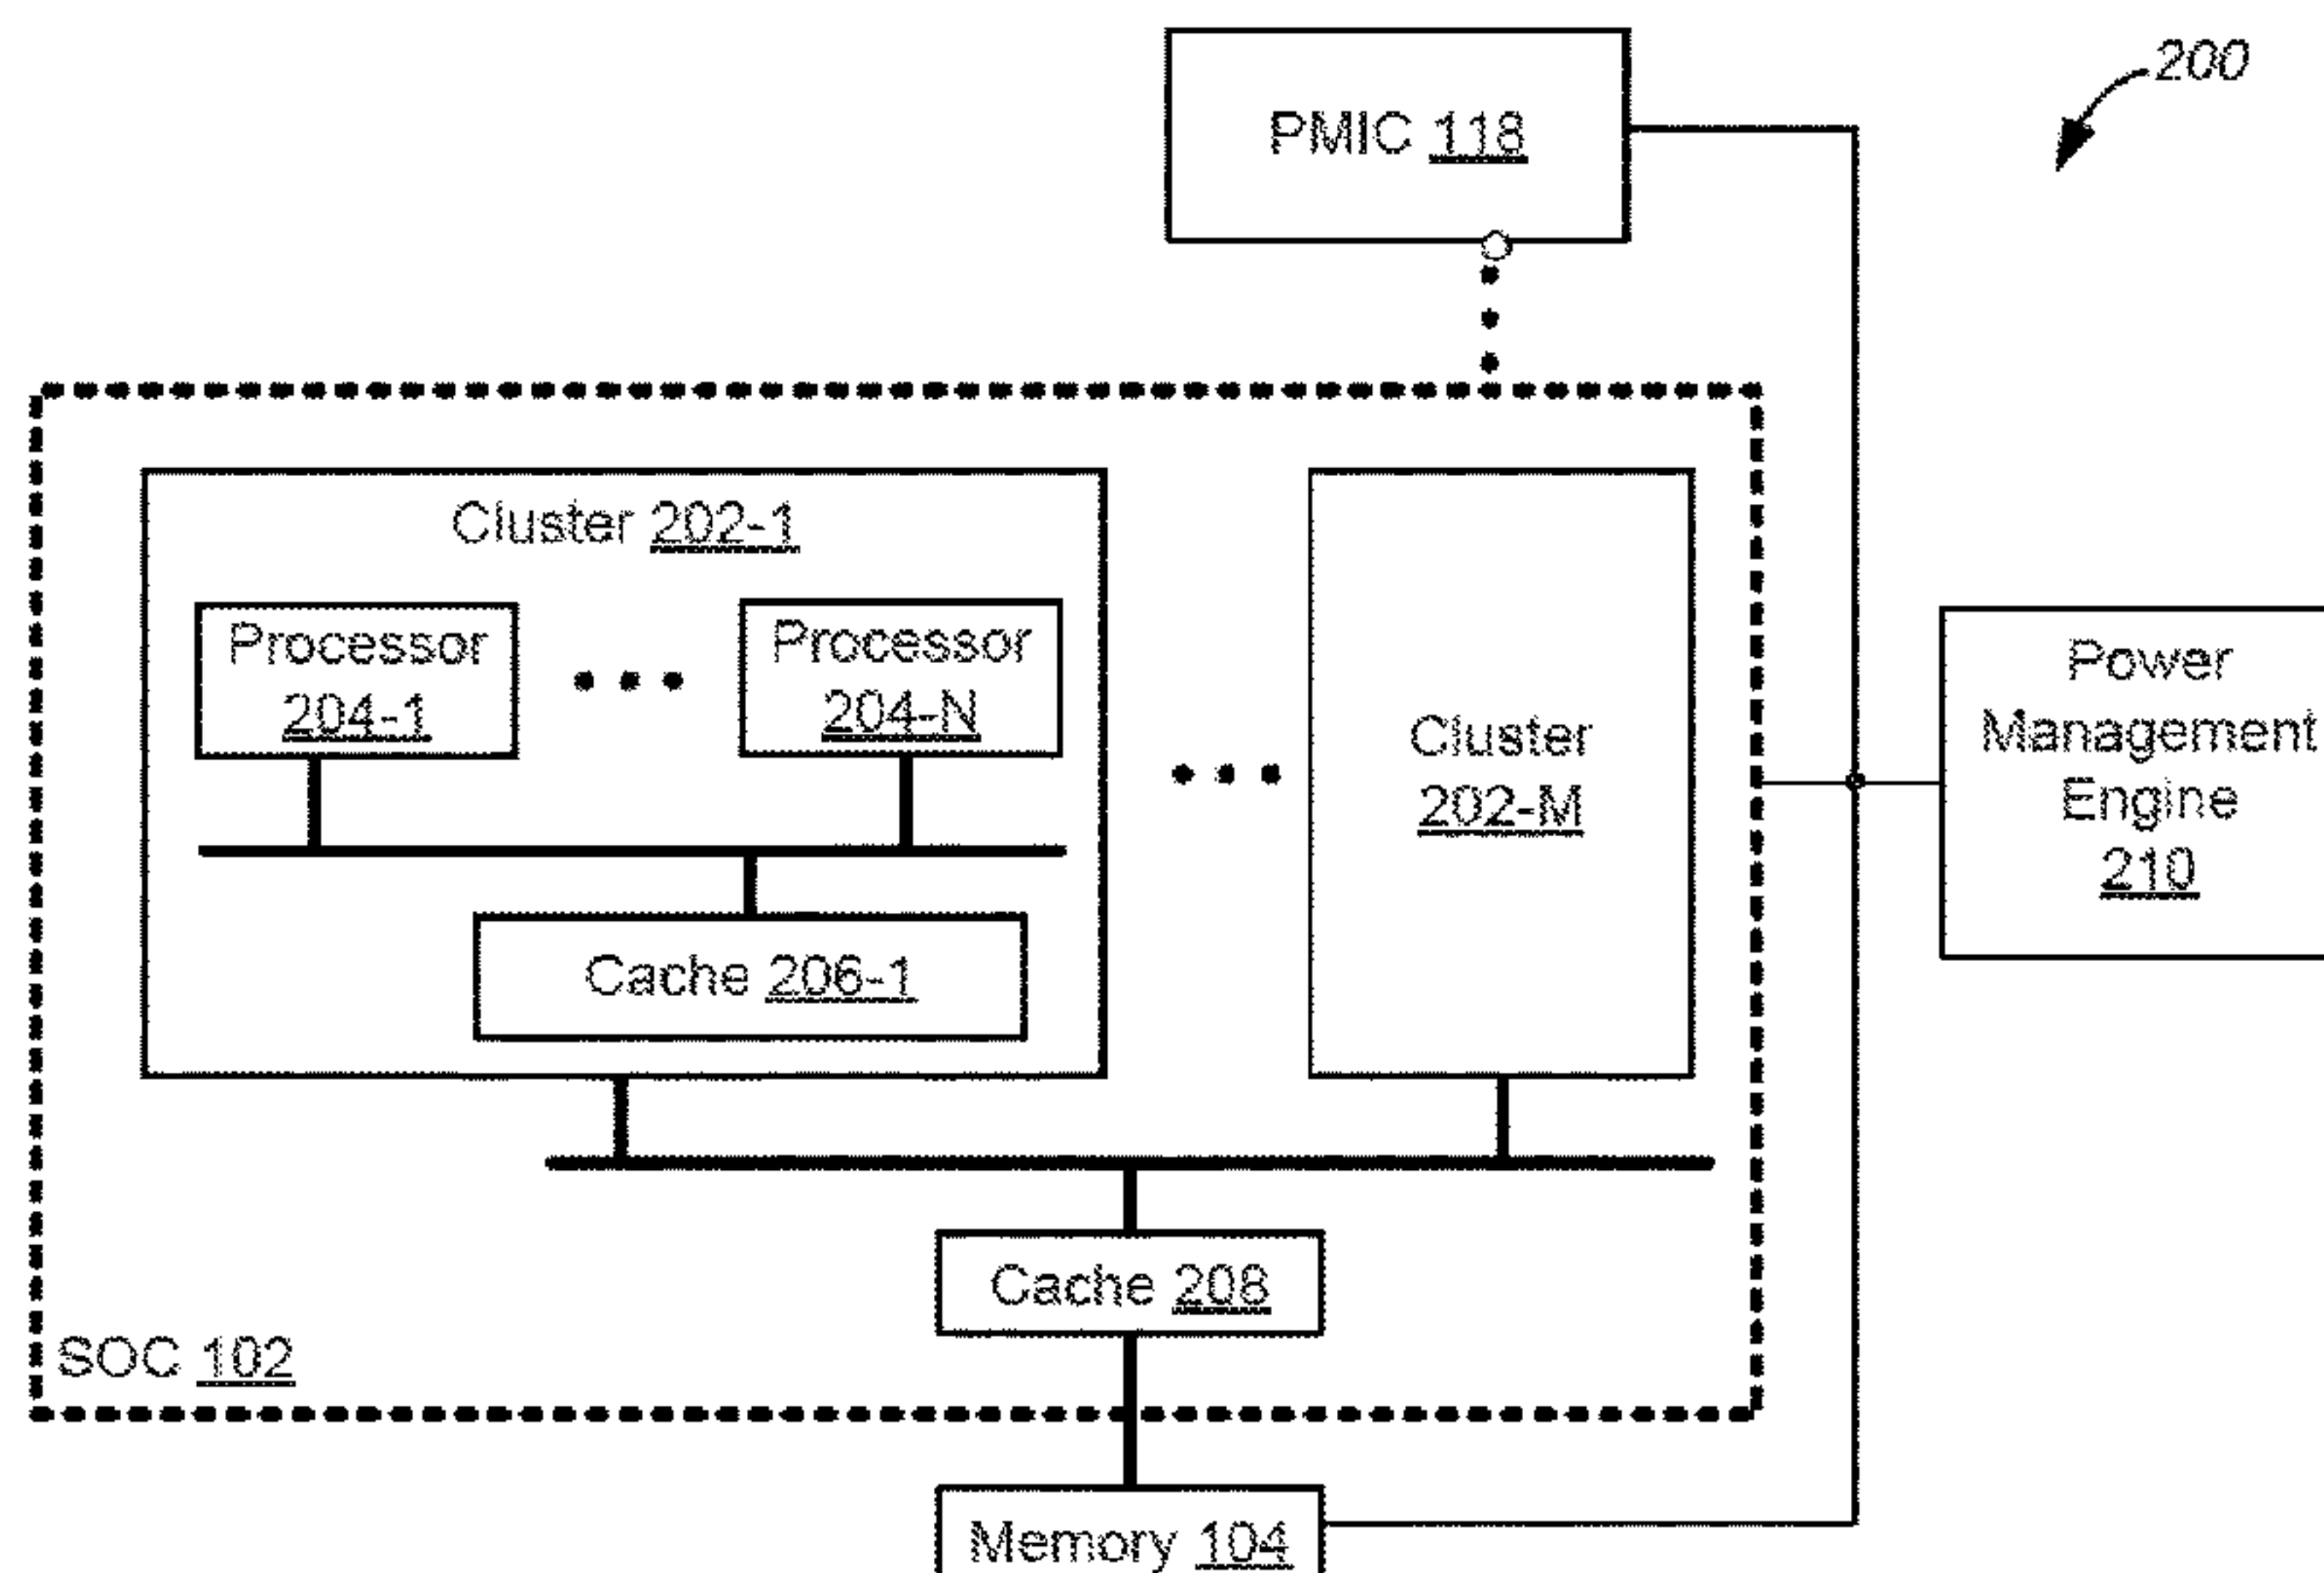 200
PMIC 118
Cluster 202-1
Processor
204-1
Processor
204-N
Cluster
202-M
Power
Management
Engine
210
Cache 206-1
Cache 208
SOC 102
Memory 104